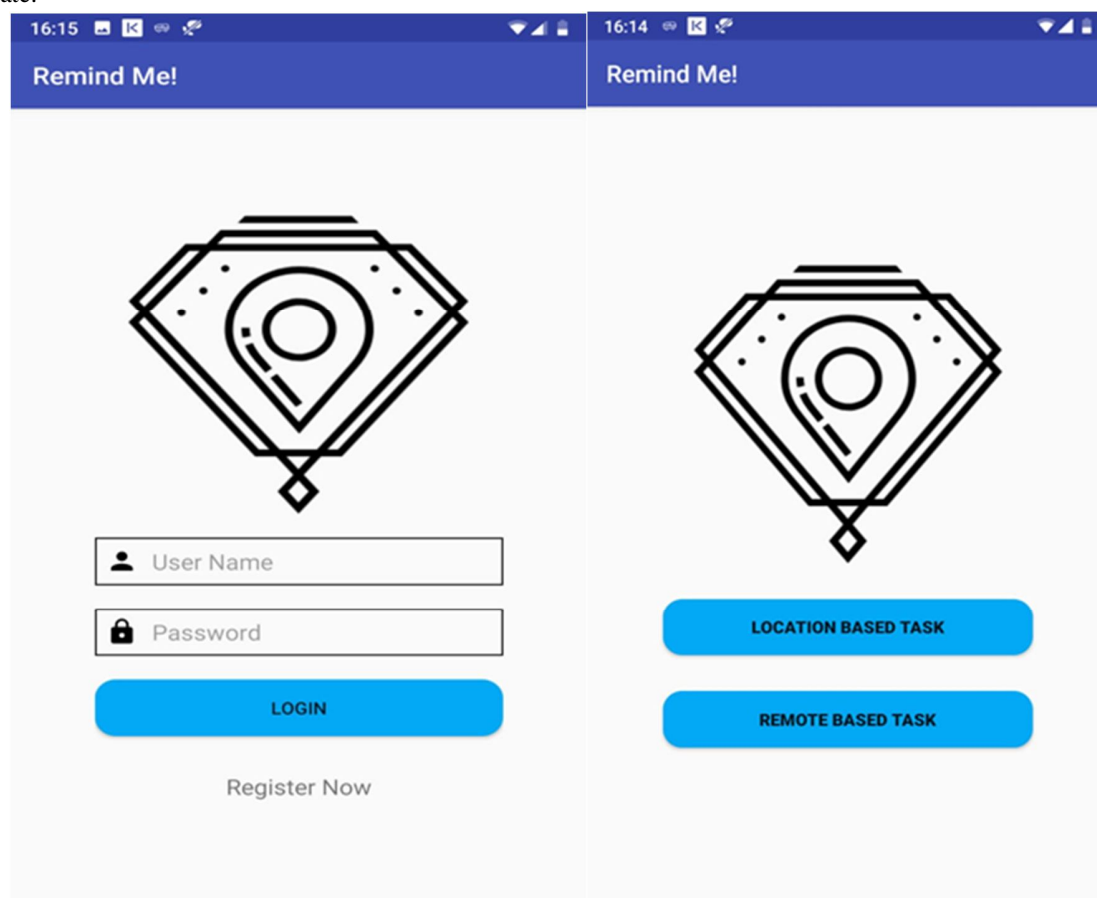 ate.
16:15
Remind Me!
User Name
Password
LOGIN
Register Now
16:14
Remind Me!
LOCATION BASED TASK
REMOTE BASED TASK